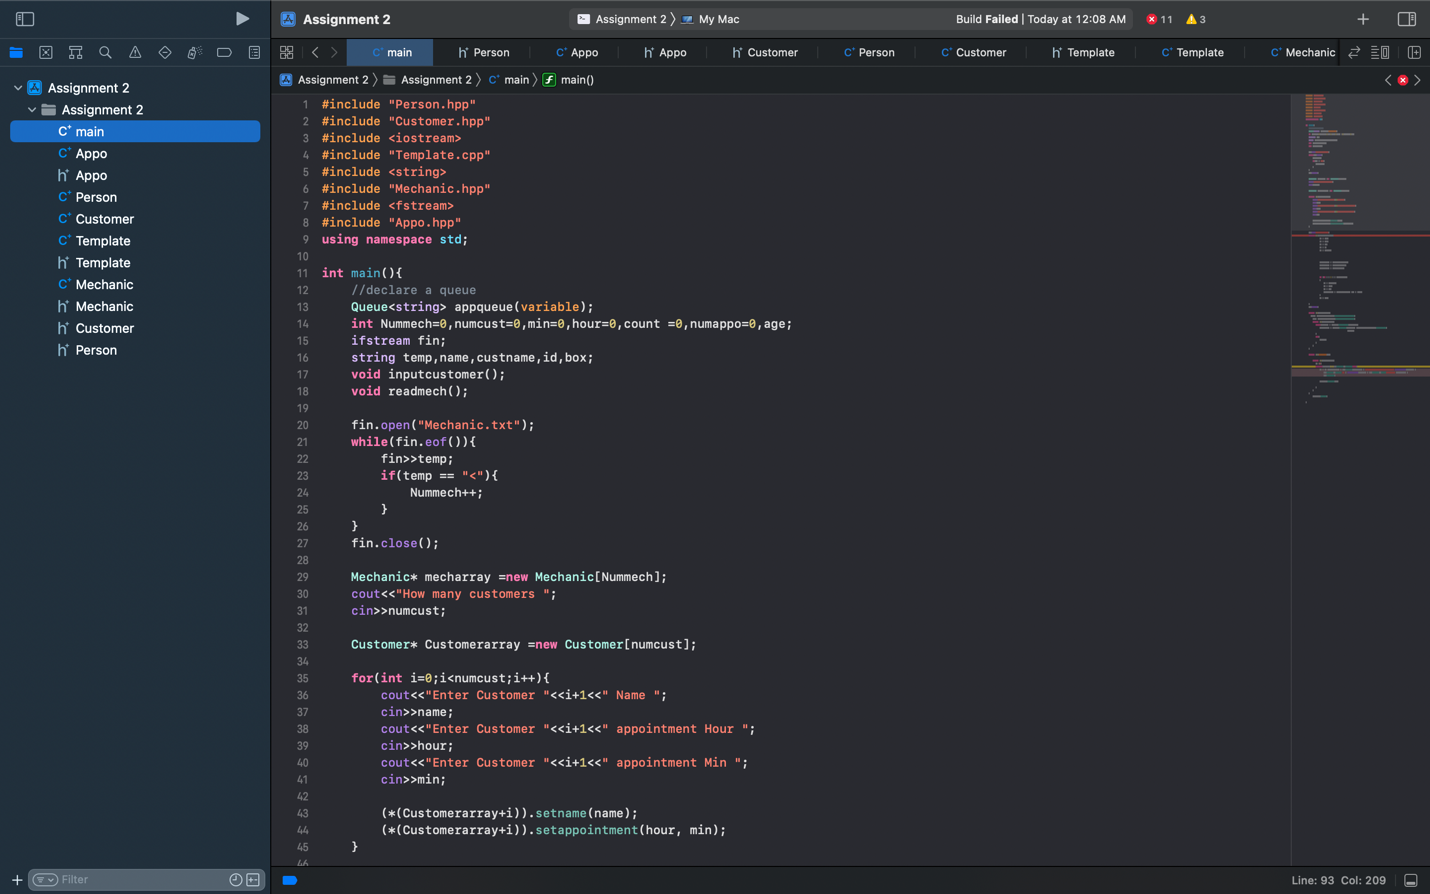 Assignment 2
Assignment 2 〉 My Mac
Build Failed | Today at 12:08 AM
11
3
main
Person
Appo
Appo
Customer
Person
Customer
Template
Template
Mechanic
Assignment 2 〉 Assignment 2 〉 main 〉 main()
Assignment 2
Assignment 2
main
Appo
Appo
Person
Customer
Template
Template
Mechanic
Mechanic
Customer
Person
Filter
1 #include "Person.hpp"
2 #include "Customer.hpp"
3 #include <iostream>
4 #include "Template.cpp"
5 #include <string>
6 #include "Mechanic.hpp"
7 #include <fstream>
8 #include "Appo.hpp"
9 using namespace std;
10
11 int main(){
12     //declare a queue
13     Queue<string> appqueue(variable);
14     int Nummech=0,numcust=0,min=0,hour=0,count =0,numappo=0,age;
15     ifstream fin;
16     string temp,name,custname,id,box;
17     void inputcustomer();
18     void readmech();
19
20     fin.open("Mechanic.txt");
21     while(fin.eof()){
22         fin>>temp;
23         if(temp == "<"){
24             Nummech++;
25         }
26     }
27     fin.close();
28
29     Mechanic* mecharray =new Mechanic[Nummech];
30     cout<<"How many customers ";
31     cin>>numcust;
32
33     Customer* Customerarray =new Customer[numcust];
34
35     for(int i=0;i<numcust;i++){
36         cout<<"Enter Customer "<<i+1<<" Name ";
37         cin>>name;
38         cout<<"Enter Customer "<<i+1<<" appointment Hour ";
39         cin>>hour;
40         cout<<"Enter Customer "<<i+1<<" appointment Min ";
41         cin>>min;
42
43         (*(Customerarray+i)).setname(name);
44         (*(Customerarray+i)).setappointment(hour, min);
45     }
46
Line: 93 Col: 209